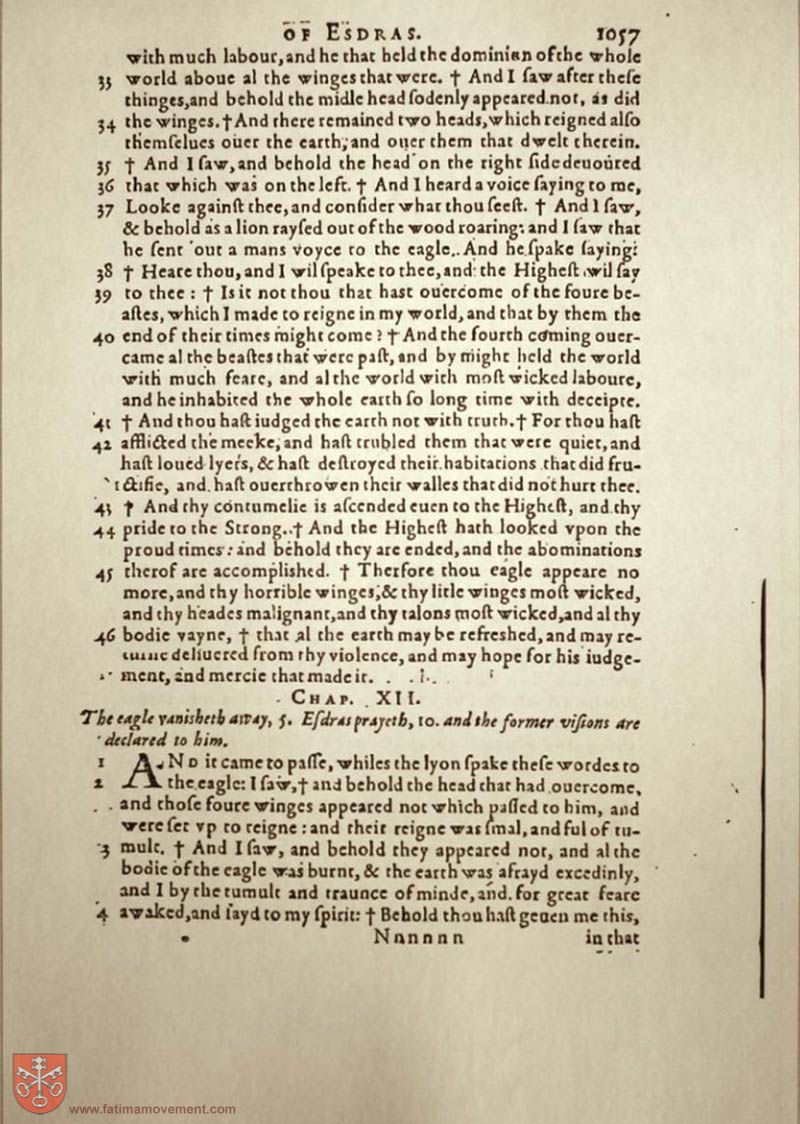 OF ESDRAS. 1057
with much labour, and he that held the dominion of the whole
33 world aboue al the winges that were. † And I ſaw after theſe
thinges, and behold the midle head ſodenly appeared not, as did
34 the winges. † And there remained two heads, which reigned alſo
themſelues ouer the earth, and ouer them that dwelt therein.
35 † And I ſaw, and behold the head on the right ſide deuoured
36 that which was on the left. † And I heard a voice ſaying to me,
37 Looke againſt thee, and conſider what thou ſeeſt. † And I ſaw,
& behold as a lion rayſed out of the wood roaring: and I ſaw that
he ſent out a mans voyce to the eagle. And he ſpake ſaying:
38 † Heare thou, and I wil ſpeake to thee, and the Higheſt wil ſay
39 to thee : † Is it not thou that hast ouercome of the foure be-
aſtes, which I made to reigne in my world, and that by them the
40 end of their times might come? † And the fourth coming ouer-
came al the beaſtes that were paſt, and by might held the world
with much feare, and al the world with moſt wicked laboure,
and he inhabited the whole earth ſo long time with deceipte.
41 † And thou haſt iudged the earth not with truth. † For thou haſt
42 afflicted the meeke, and haſt trubled them that were quiet, and
haſt loued lyers, & haſt deſtroyed their habitations that did fru-
ctifie, and haſt ouerthrowen their walles that did not hurt thee.
43 † And thy contumelie is aſcended euen to the Higheſt, and thy
44 pride to the Strong. † And the Higheſt hath looked vpon the
proud times: and behold they are ended, and the abominations
45 therof are accompliſhed. † Therfore thou eagle appeare no
more, and thy horrible winges, & thy litle winges moſt wicked,
and thy heades malignant, and thy talons moſt wicked, and al thy
46 bodie vayne, † that al the earth may be refreſhed, and may re-
turne deliuered from thy violence, and may hope for his iudge-
ment, and mercie that made it.
CHAP. XII.
The eagle vanisheth away, 5. Eſdras prayeth, 10. and the former viſions are
declared to him.
1 AND it came to paſſe, whiles the lyon ſpake theſe wordes to
2 the eagle: I ſaw, † and behold the head that had ouercome,
and thoſe foure winges appeared not which paſſed to him, and
were ſet vp to reigne: and their reigne was ſmal, and ful of tu-
3 mult. † And I ſaw, and behold they appeared not, and al the
bodie of the eagle was burnt, & the earth was afrayd excedinly,
and I by the tumult and traunce of minde, and for great feare
4 awaked, and ſayd to my ſpirit: † Behold thou haſt geuen me this,
Nnnnnn in that
www.fatimamovement.com